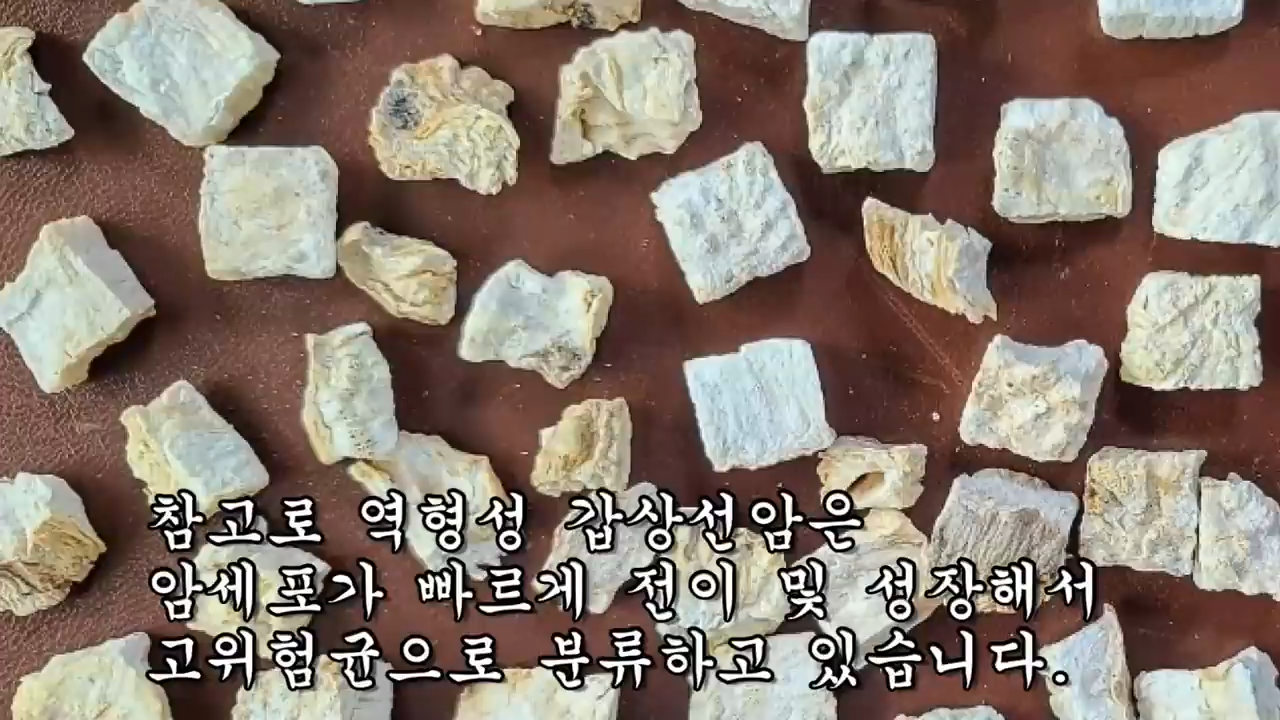 참고로 역형성 갑상선암은
암세포가 빠르게 전이 및 성장해서
고위험균으로 분류하고 있습니다.